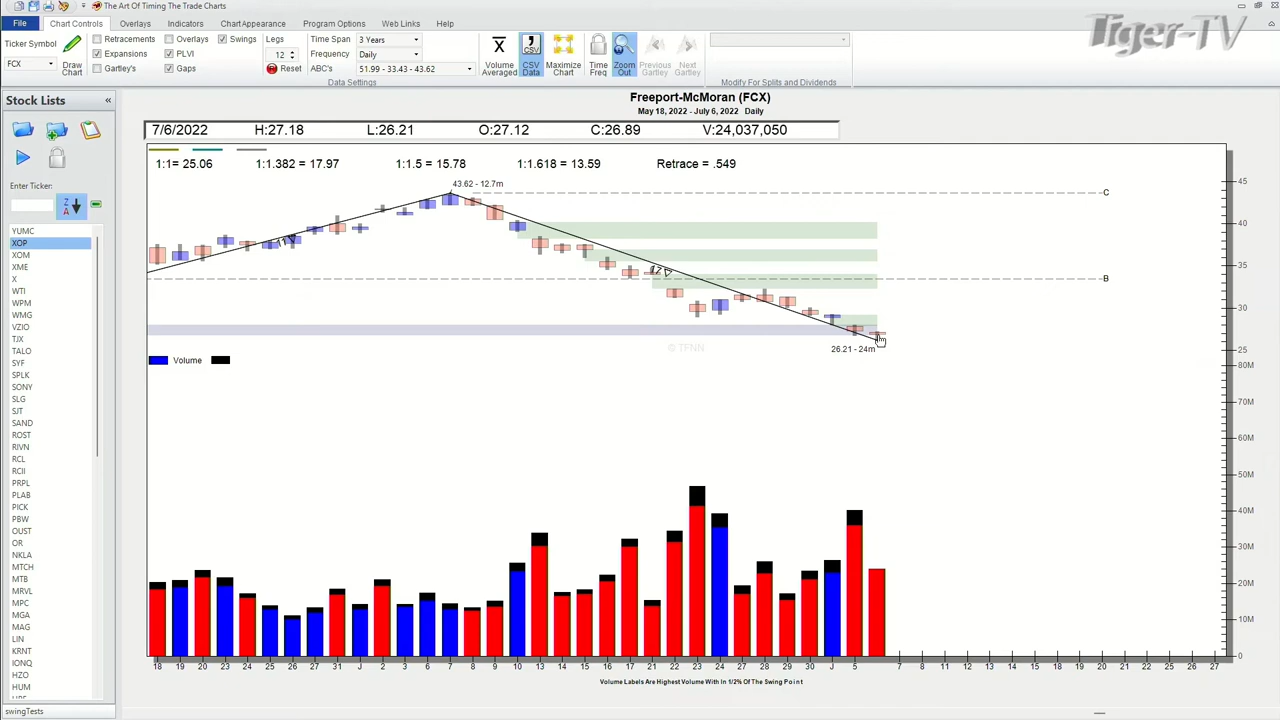 The Art Of Timing The Trade Charts
File Chart Controls Overlays Indicators Chart Appearance Program Options Web Links Help
Tiger-TV
Ticker Symbol
FCX
Draw
Chart
Retracements Overlays Swings
Expansions PLVI
Gartley's Gaps
Legs
12
Reset
Time Span 3 Years
Frequency Daily
ABC's 51.99 - 33.43 - 43.62
Data Settings
Volume
Averaged
CSV
CSV
Data
Maximize
Chart
Time
Freq
Zoom
Out
Previous
Gartley
Next
Gartley
Modify For Splits and Dividends
Stock Lists «
Enter Ticker:
Z
A
YUMC
XOP
XOM
XME
X
WTI
WPM
WMG
VZIO
TJX
TALO
SYF
SPLK
SONY
SLG
SJT
SAND
ROST
RIVN
RCL
RCII
PRPL
PLAB
PICK
PBW
OUST
OR
NKLA
MTCH
MTB
MRVL
MPC
MGA
MAG
LIN
KRNT
IONQ
HZO
HUM
swingTests
Freeport-McMoran (FCX)
May 18, 2022 - July 6, 2022 Daily
7/6/2022 H:27.18 L:26.21 O:27.12 C:26.89 V:24,037,050
1:1= 25.06 1:1.382 = 17.97 1:1.5 = 15.78 1:1.618 = 13.59 Retrace = .549
43.62 - 12.7m
C
B
26.21 - 24m
© TFNN
45
40
35
30
25
Volume
80M
70M
60M
50M
40M
30M
20M
10M
0
18 19 20 23 24 25 26 27 31 J 2 3 6 7 8 9 10 13 14 15 16 17 21 22 23 24 27 28 29 30 J 5 7 8 11 12 13 14 15 18 19 20 21 22 25 26 27
Volume Labels Are Highest Volume With In 1/2% Of The Swing Point